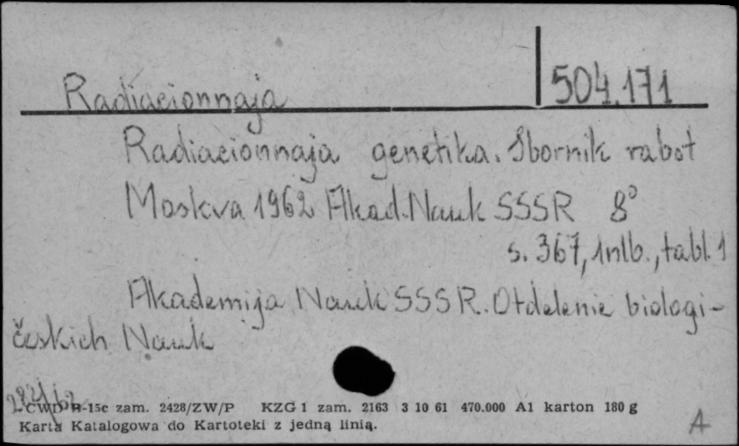 504.171
Radiacionnaja
Radiacionnaja genetika. Sbornik rabot
Moskva 1962 Akad. Nauk SSSR 8°
s. 367, 1nlb., tabl. 1
Akademija Nauk SSSR. Otdelenie biologi-
českich Nauk
CWD B-15c zam. 2428/ZW/P KZG 1 zam. 2163 3 10 61 470.000 A1 karton 180 g
Karta Katalogowa do Kartoteki z jedną linią.
A